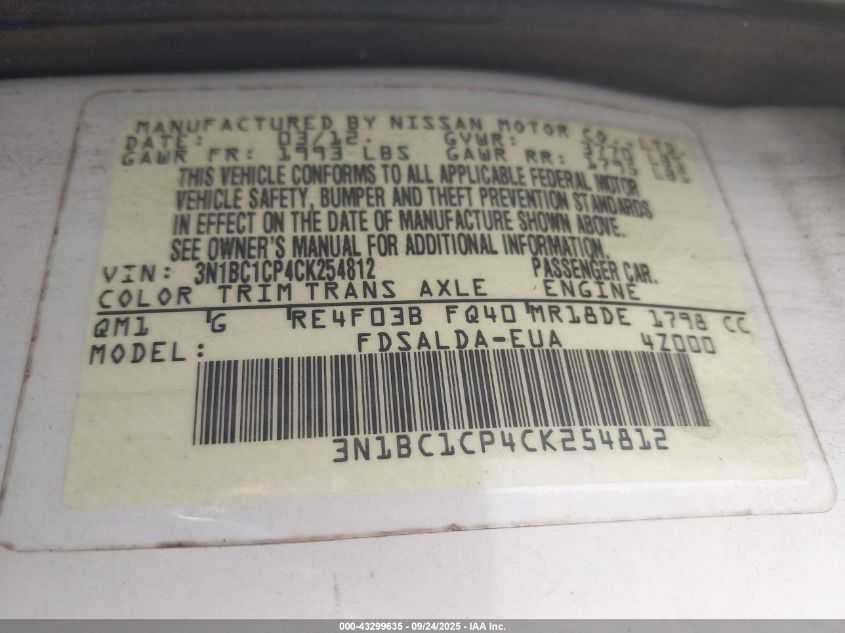 MANUFACTURED BY NISSAN MOTOR CO., LTD.
DATE: 03/12 GVWR:
GAWR FR: 1993 LBS GAWR RR:
THIS VEHICLE CONFORMS TO ALL APPLICABLE FEDERAL MOTOR
VEHICLE SAFETY, BUMPER AND THEFT PREVENTION STANDARDS
IN EFFECT ON THE DATE OF MANUFACTURE SHOWN ABOVE.
SEE OWNER'S MANUAL FOR ADDITIONAL INFORMATION.
VIN: 3N1BC1CP4CK254812 PASSENGER CAR.
COLOR TRIM TRANS AXLE ENGINE
QM1 G RE4F03B FQ40 MR18DE 1798 CC
MODEL: FDSALDA-EUA 4Z000
3N1BC1CP4CK254812
000-43299635 - 09/24/2025 - IAA Inc.